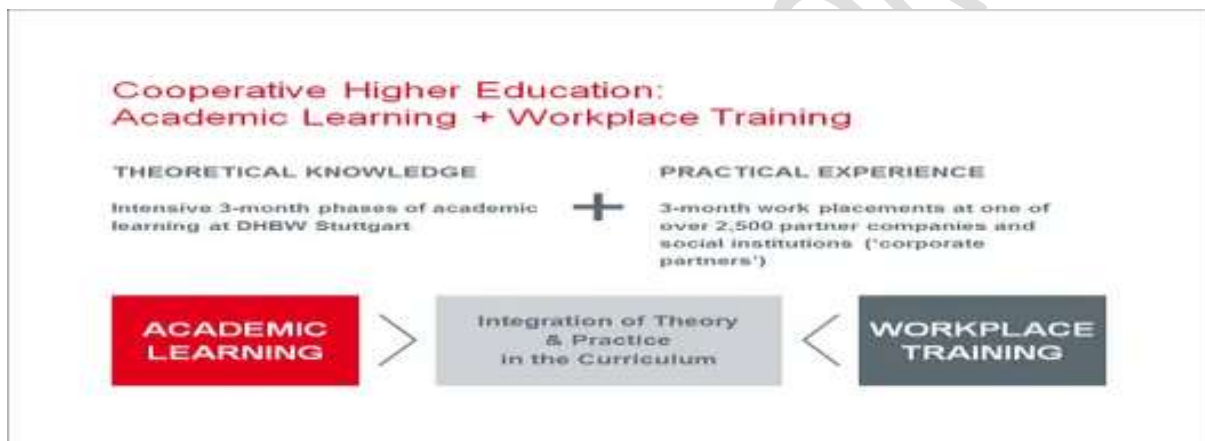 Cooperative Higher Education:
Academic Learning + Workplace Training
THEORETICAL KNOWLEDGE
Intensive 3-month phases of academic
learning at DHBW Stuttgart
+
PRACTICAL EXPERIENCE
3-month work placements at one of
over 2,500 partner companies and
social institutions (‘corporate
partners’)
ACADEMIC
LEARNING
Integration of Theory
& Practice
in the Curriculum
WORKPLACE
TRAINING